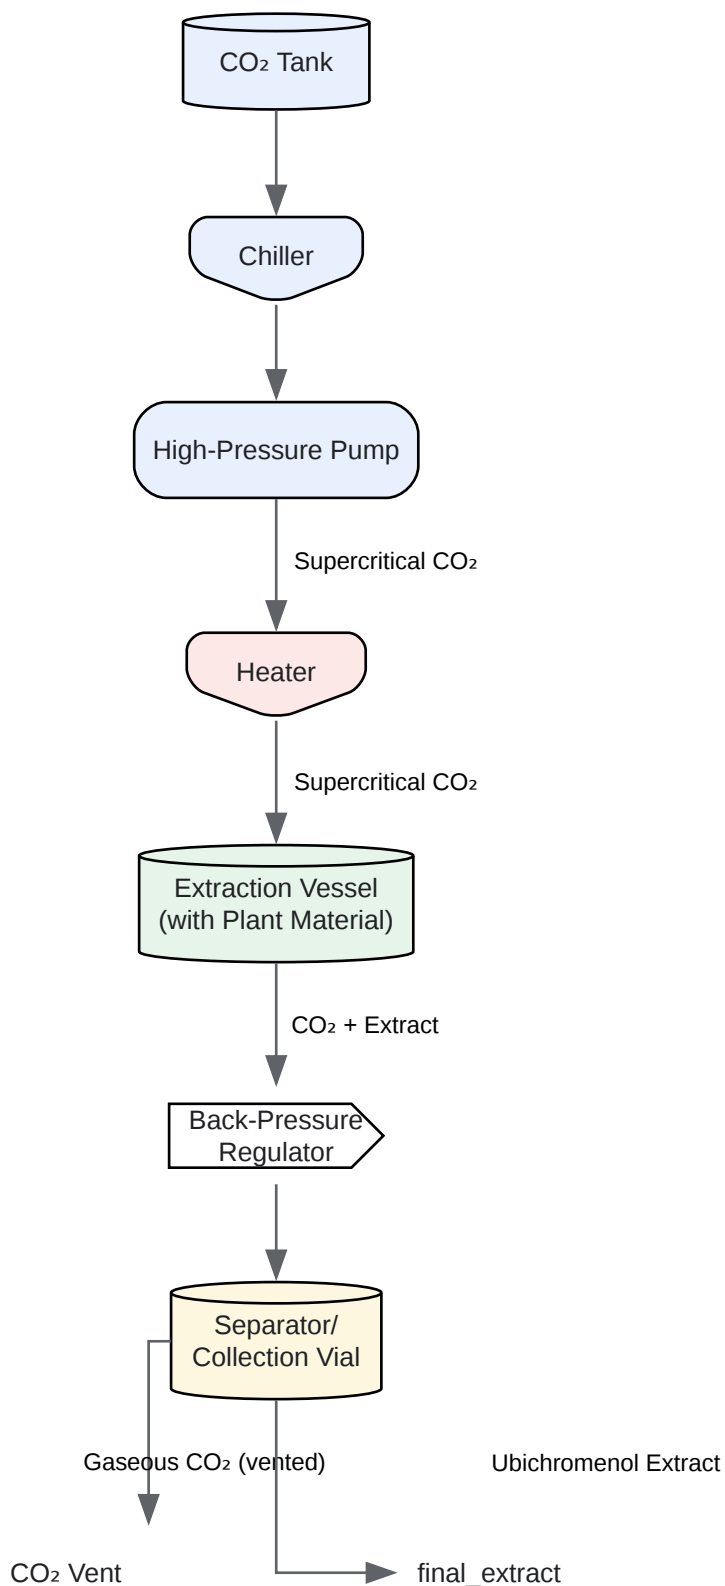 CO₂ Tank
Chiller
High-Pressure Pump
Supercritical CO₂
Heater
Supercritical CO₂
Extraction Vessel
(with Plant Material)
CO₂ + Extract
Back-Pressure
Regulator
Separator/
Collection Vial
Gaseous CO₂ (vented)
Ubichromenol Extract
CO₂ Vent
final_extract